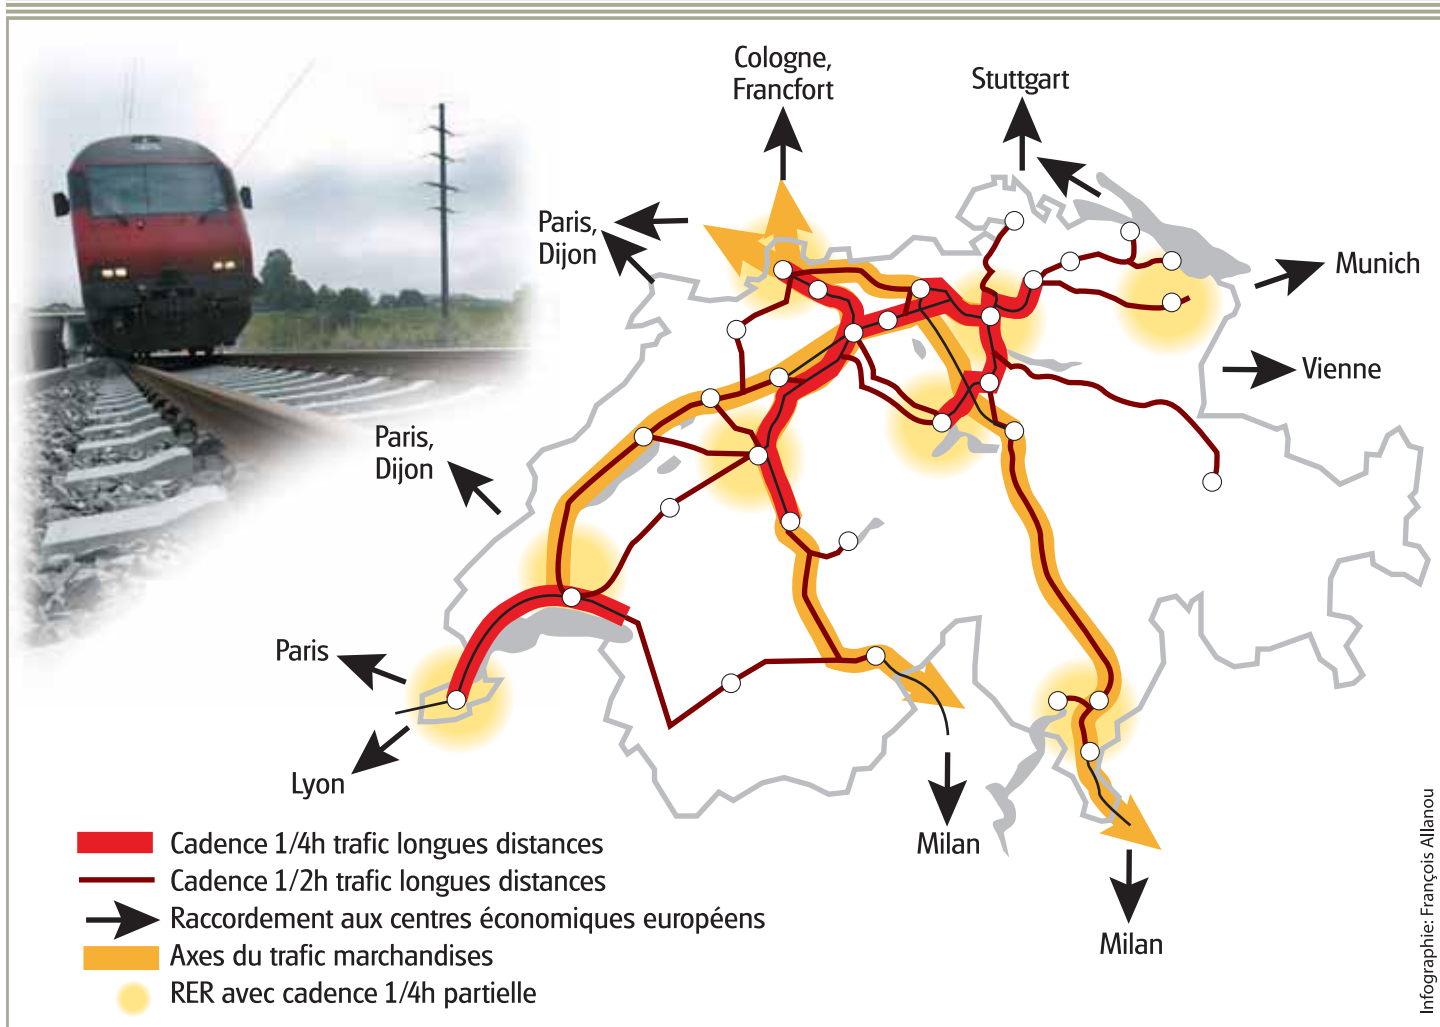 Cologne,
Francfort
Stuttgart
Paris,
Dijon
Munich
Vienne
Paris,
Dijon
Paris
Lyon
Milan
Milan
Cadence 1/4h trafic longues distances
Cadence 1/2h trafic longues distances
Raccordement aux centres économiques européens
Axes du trafic marchandises
RER avec cadence 1/4h partielle
Infographie: François Allanou